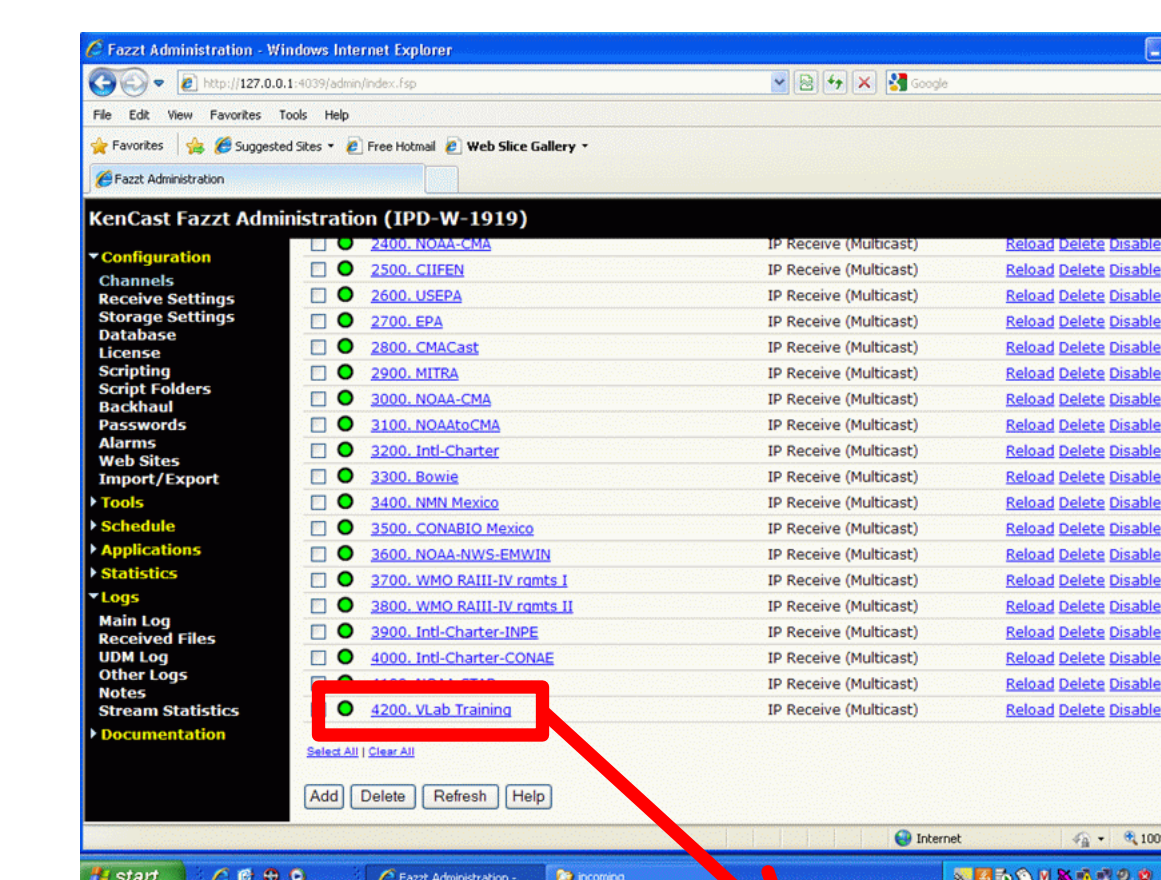 Fazzt Administration - Windows Internet Explorer
http://127.0.0.1:4039/admin/index.fsp
Google
File Edit View Favorites Tools Help
Favorites Suggested Sites Free Hotmail Web Slice Gallery
Fazzt Administration
KenCast Fazzt Administration (IPD-W-1919)
Configuration
Channels
Receive Settings
Storage Settings
Database
License
Scripting
Script Folders
Backhaul
Passwords
Alarms
Web Sites
Import/Export
Tools
Schedule
Applications
Statistics
Logs
Main Log
Received Files
UDM Log
Other Logs
Notes
Stream Statistics
Documentation
2400. NOAA-CMA IP Receive (Multicast) Reload Delete Disable
2500. CIIFEN IP Receive (Multicast) Reload Delete Disable
2600. USEPA IP Receive (Multicast) Reload Delete Disable
2700. EPA IP Receive (Multicast) Reload Delete Disable
2800. CMACast IP Receive (Multicast) Reload Delete Disable
2900. MITRA IP Receive (Multicast) Reload Delete Disable
3000. NOAA-CMA IP Receive (Multicast) Reload Delete Disable
3100. NOAAtoCMA IP Receive (Multicast) Reload Delete Disable
3200. Intl-Charter IP Receive (Multicast) Reload Delete Disable
3300. Bowie IP Receive (Multicast) Reload Delete Disable
3400. NMN Mexico IP Receive (Multicast) Reload Delete Disable
3500. CONABIO Mexico IP Receive (Multicast) Reload Delete Disable
3600. NOAA-NWS-EMWIN IP Receive (Multicast) Reload Delete Disable
3700. WMO RAIII-IV rqmts I IP Receive (Multicast) Reload Delete Disable
3800. WMO RAIII-IV rqmts II IP Receive (Multicast) Reload Delete Disable
3900. Intl-Charter-INPE IP Receive (Multicast) Reload Delete Disable
4000. Intl-Charter-CONAE IP Receive (Multicast) Reload Delete Disable
IP Receive (Multicast) Reload Delete Disable
4200. VLab Training IP Receive (Multicast) Reload Delete Disable
Select All | Clear All
Add Delete Refresh Help
Internet 100
start Fazzt Administration - incoming